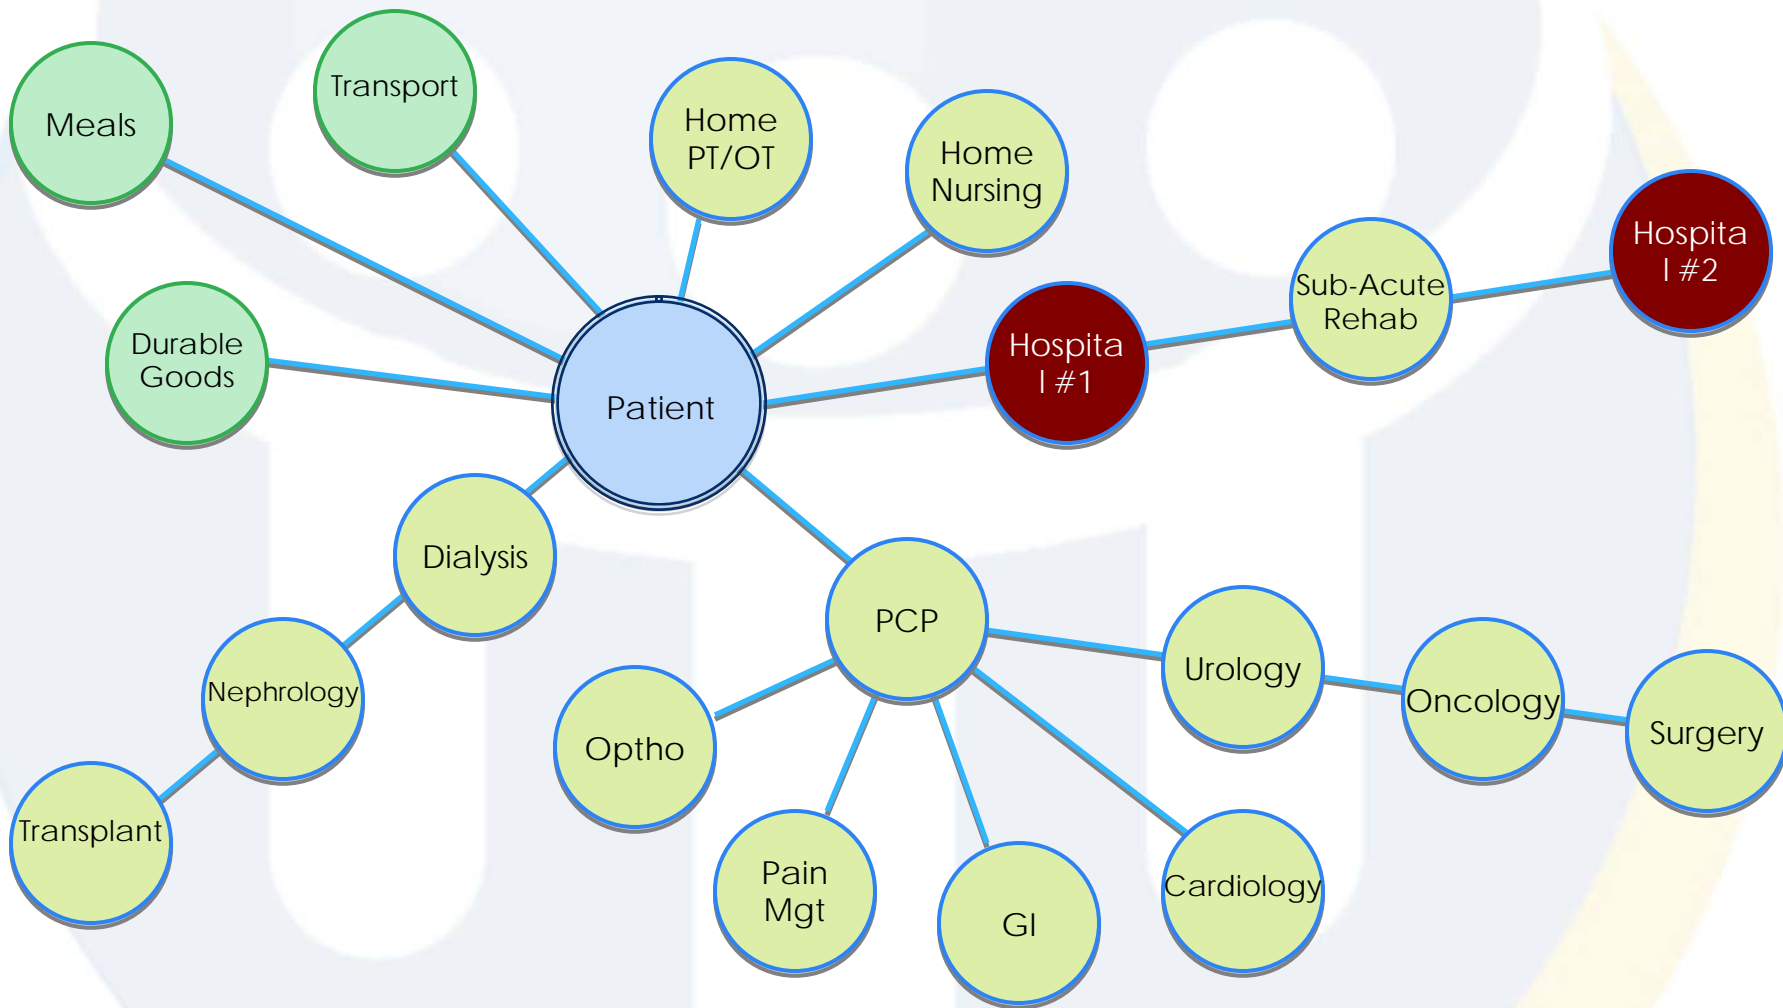 Meals
Transport
Home
PT/OT
Home
Nursing
Hospita
l #2
Sub-Acute
Rehab
Durable
Goods
Hospita
l #1
Patient
Dialysis
PCP
Nephrology
Urology
Oncology
Surgery
Optho
Transplant
Pain
Mgt
GI
Cardiology